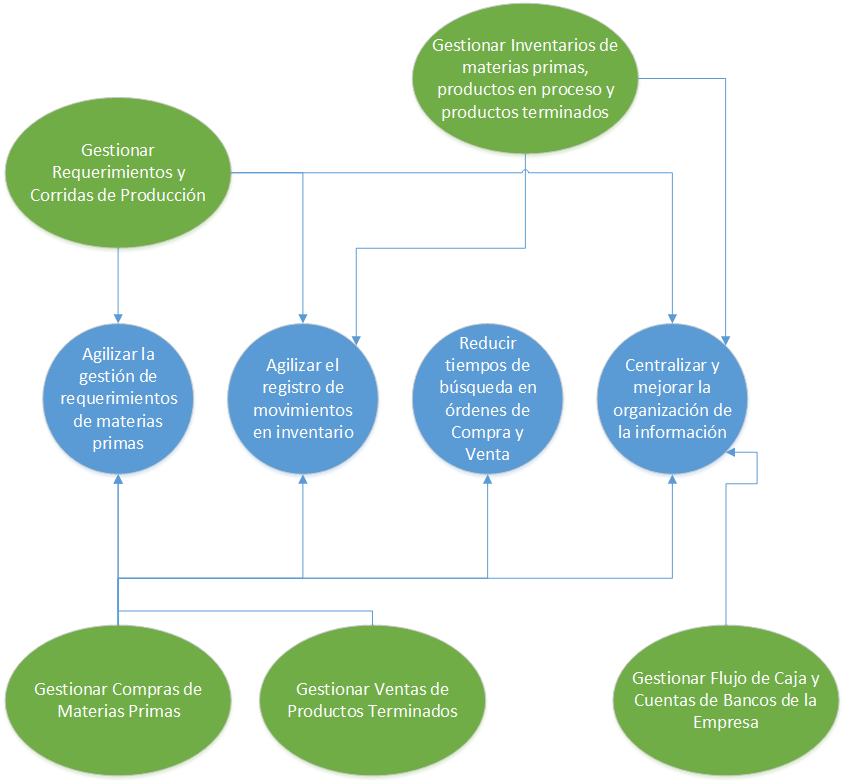 Gestionar Inventarios de
materias primas,
productos en proceso y
productos terminados
Gestionar
Requerimientos y
Corridas de Producción
Agilizar la
gestión de
requerimientos
de materias
primas
Agilizar el
registro de
movimientos
en inventario
Reducir
tiempos de
búsqueda en
órdenes de
Compra y
Venta
Centralizar y
mejorar la
organización de
la información
Gestionar Compras de
Materias Primas
Gestionar Ventas de
Productos Terminados
Gestionar Flujo de Caja y
Cuentas de Bancos de la
Empresa